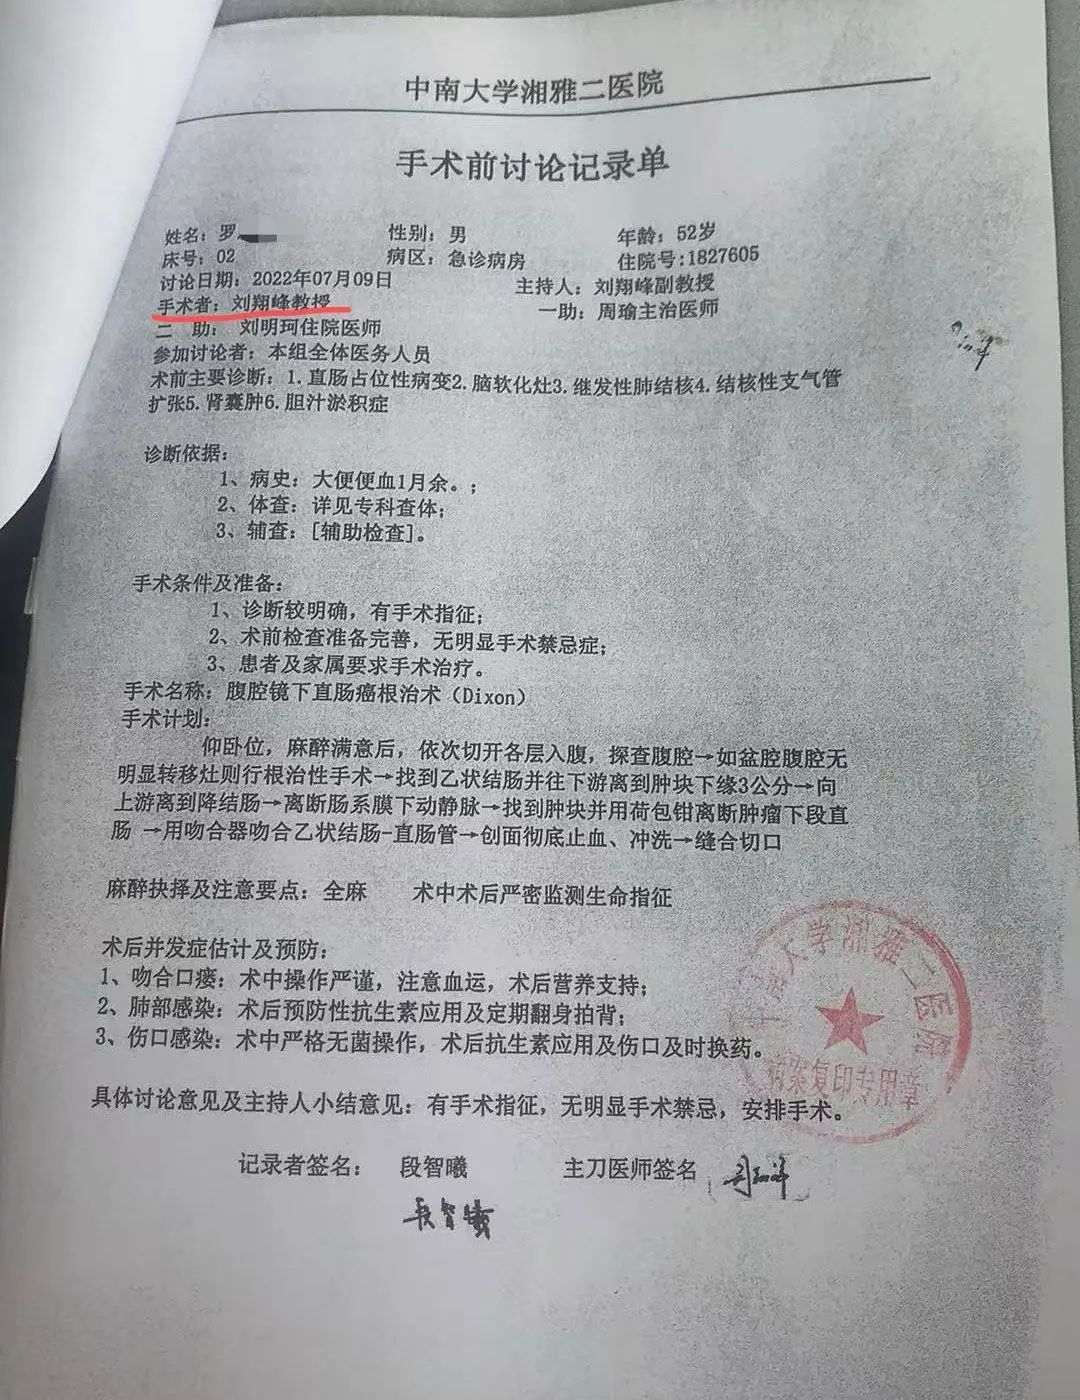 中南大学湘雅二医院
手术前讨论记录单
姓名：罗 性别：男 年龄：52岁
床号：02 病区：急诊病房 住院号:1827605
讨论日期：2022年07月09日 主持人：刘翔峰副教授
手术者：刘翔峰教授 一助：周瑜主治医师
二 助：刘明珂住院医师
参加讨论者：本组全体医务人员
术前主要诊断：1.直肠占位性病变2.脑软化灶3.继发性肺结核4.结核性支气管
扩张5.肾囊肿6.胆汁淤积症
诊断依据：
1、病史：大便便血1月余。；
2、体查：详见专科查体；
3、辅查：[辅助检查]。
手术条件及准备：
1、诊断较明确，有手术指征；
2、术前检查准备完善，无明显手术禁忌症；
3、患者及家属要求手术治疗。
手术名称：腹腔镜下直肠癌根治术（Dixon）
手术计划：
仰卧位，麻醉满意后，依次切开各层入腹，探查腹腔→如盆腔腹腔无
明显转移灶则行根治性手术→找到乙状结肠并往下游离到肿块下缘3公分→向
上游离到降结肠→离断肠系膜下动静脉→找到肿块并用荷包钳离断肿瘤下段直
肠 →用吻合器吻合乙状结肠-直肠管→创面彻底止血、冲洗→缝合切口
麻醉抉择及注意要点：全麻 术中术后严密监测生命指征
术后并发症估计及预防：
1、吻合口瘘：术中操作严谨，注意血运，术后营养支持；
2、肺部感染：术后预防性抗生素应用及定期翻身拍背；
3、伤口感染：术中严格无菌操作，术后抗生素应用及伤口及时换药。
中南大学湘雅二医院
病案复印专用章
具体讨论意见及主持人小结意见：有手术指征，无明显手术禁忌，安排手术。
记录者签名： 段智曦 主刀医师签名
段智曦